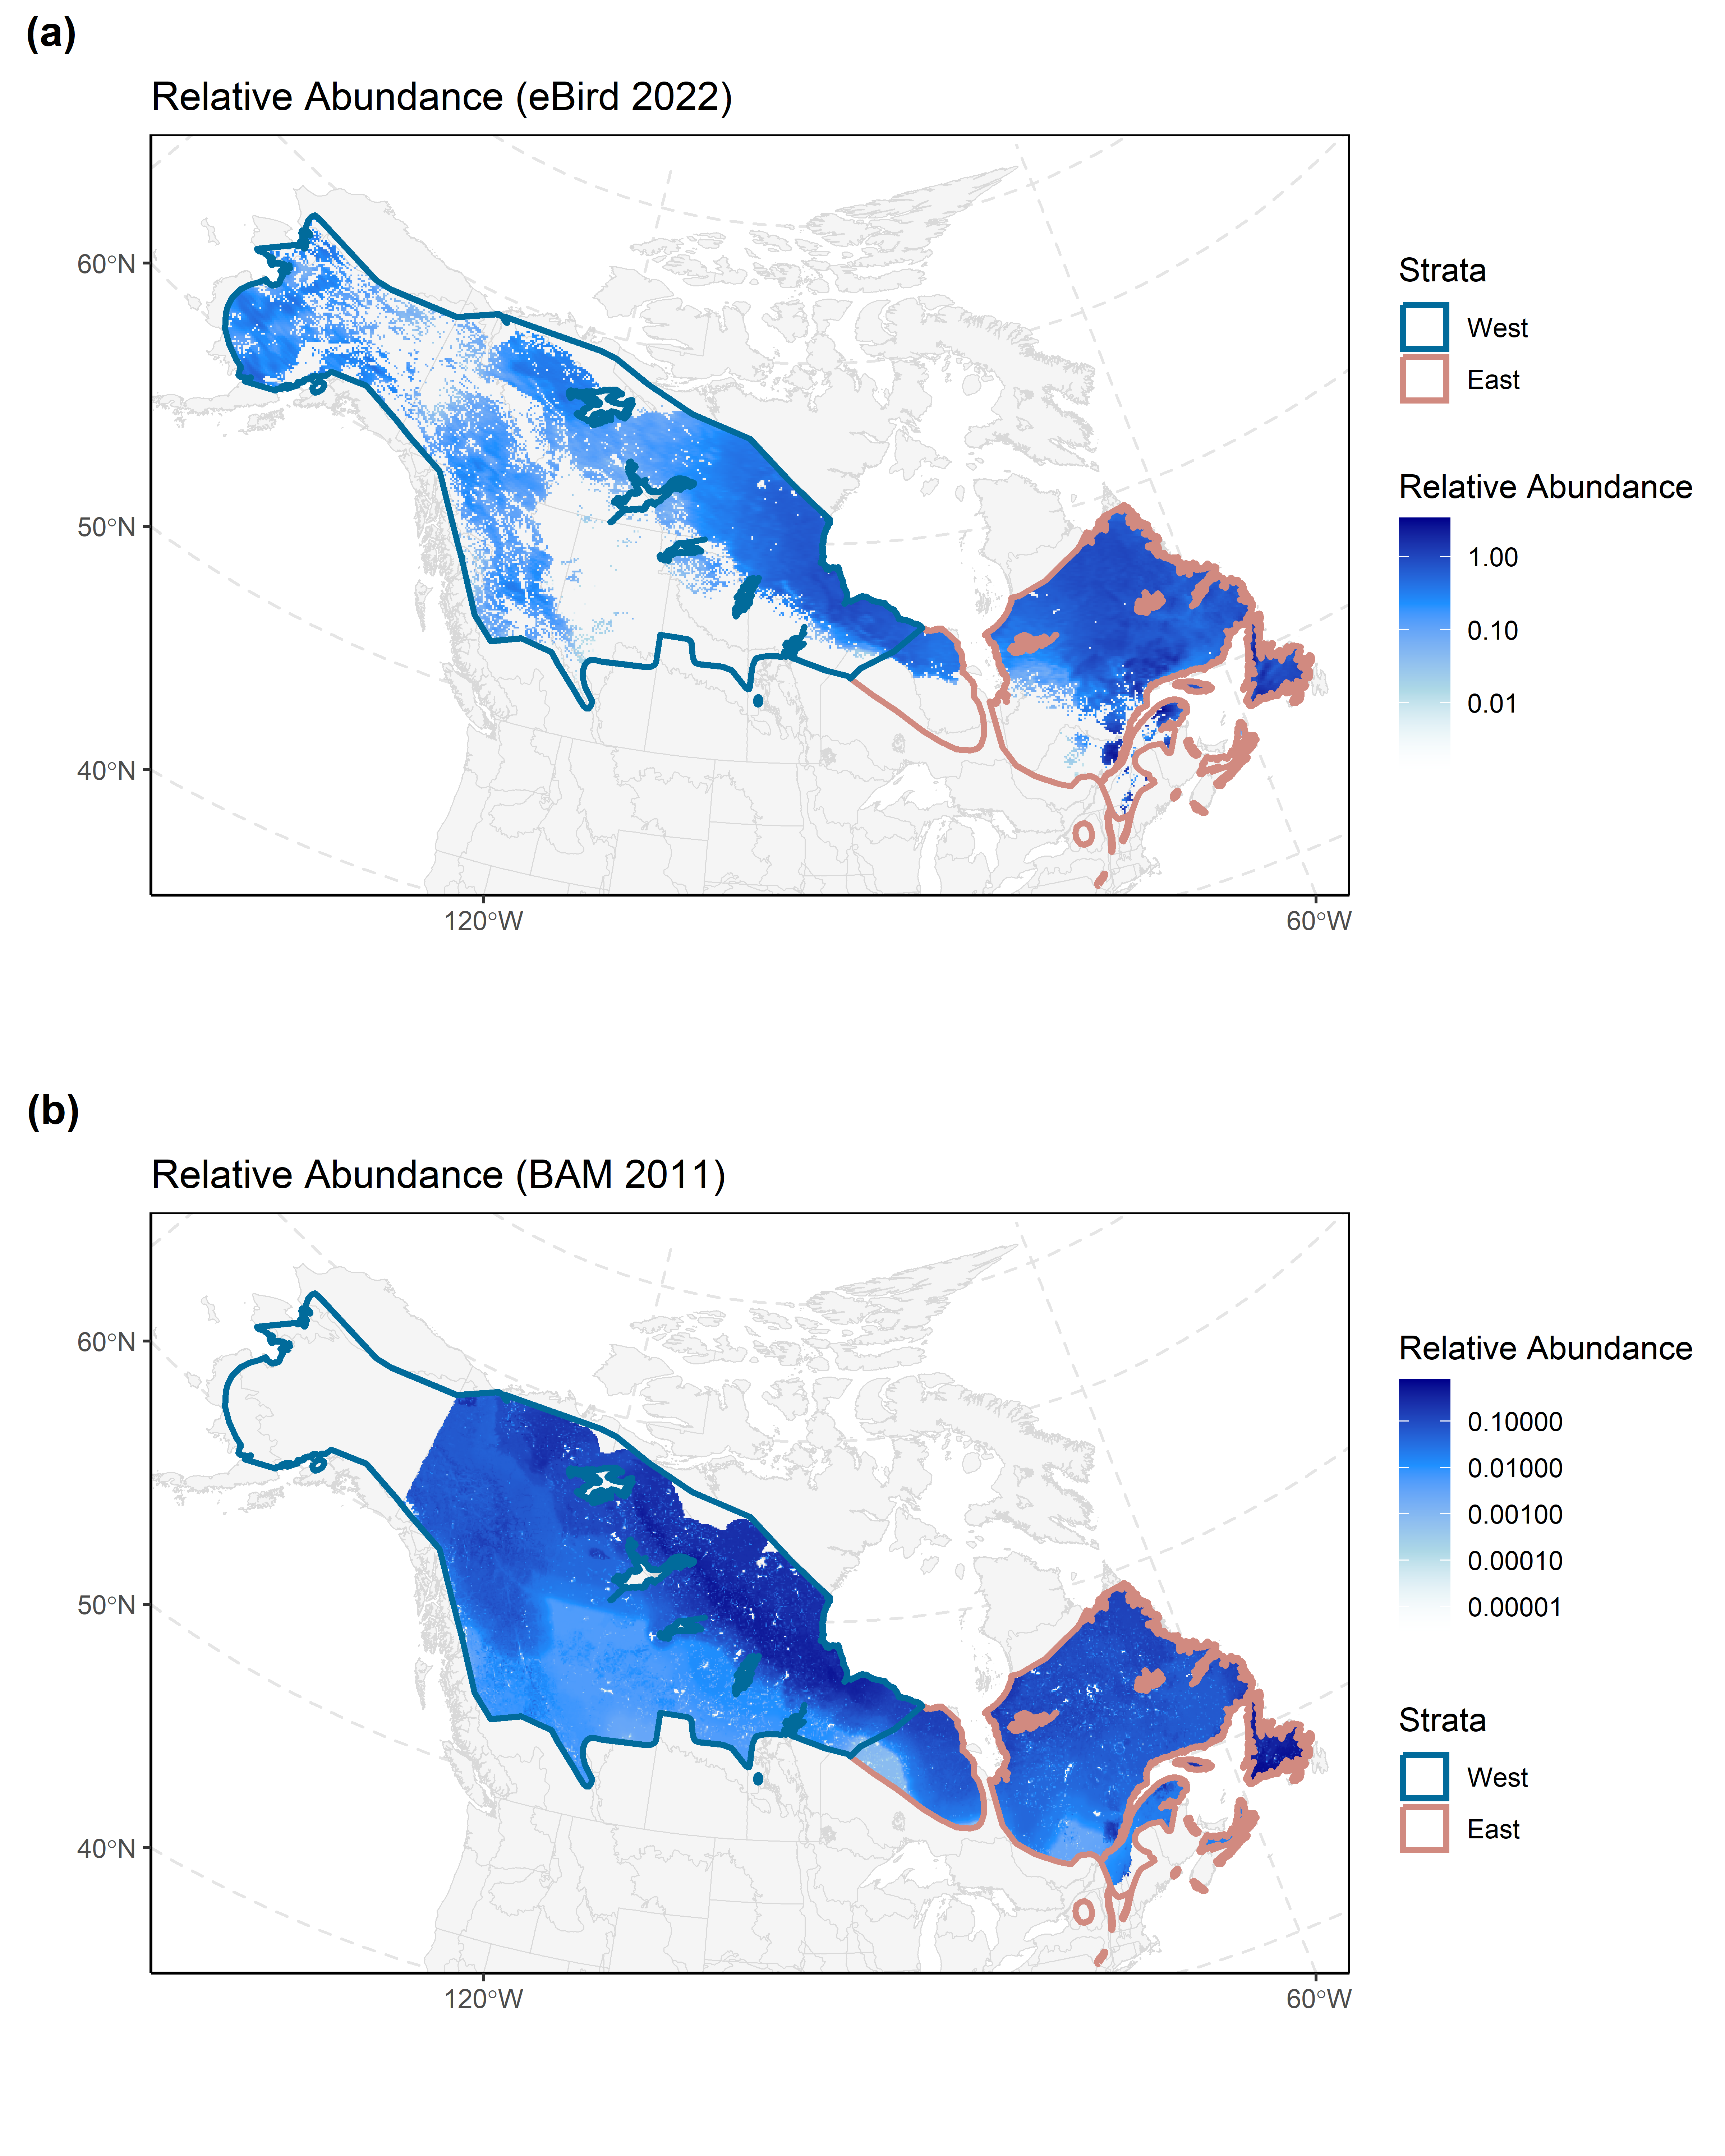 (a)
Relative Abundance (eBird 2022)
60°N
50°N
40°N
120°W
60°W
Strata
West
East
Relative Abundance
1.00
0.10
0.01
(b)
Relative Abundance (BAM 2011)
60°N
50°N
40°N
120°W
60°W
Relative Abundance
0.10000
0.01000
0.00100
0.00010
0.00001
Strata
West
East